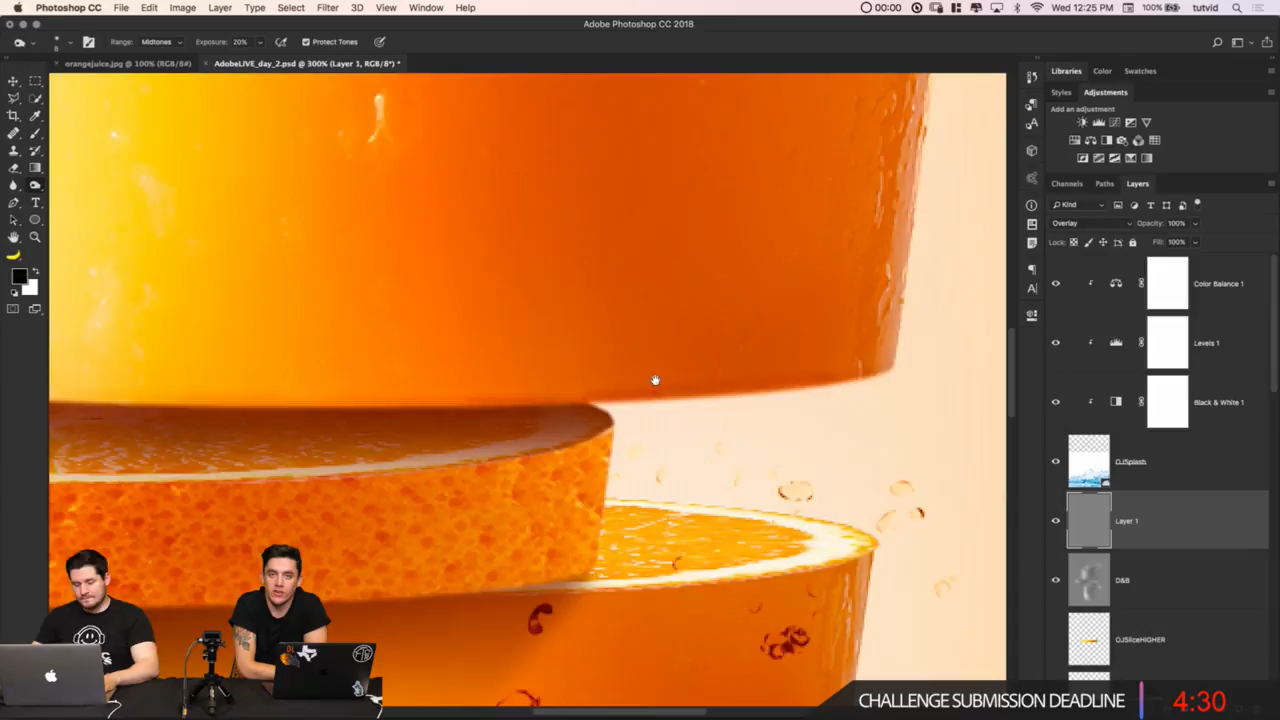 Photoshop CC File Edit Image Layer Type Select Filter 3D View Window Help 00:00 100% Wed 12:25 PM tutvid
Adobe Photoshop CC 2018
8 Range: Midtones Exposure: 20% Protect Tones
× orangejuice.jpg @ 100% (RGB/8#) × AdobeLIVE_day_2.psd @ 300% (Layer 1, RGB/8*) *
Libraries Color Swatches
Styles Adjustments
Add an adjustment
Channels Paths Layers
Kind
Overlay Opacity: 100%
Lock: Fill: 100%
Color Balance 1
Levels 1
Black & White 1
OJSplash
Layer 1
D&B
OJSliceHIGHER
CHALLENGE SUBMISSION DEADLINE 4:30